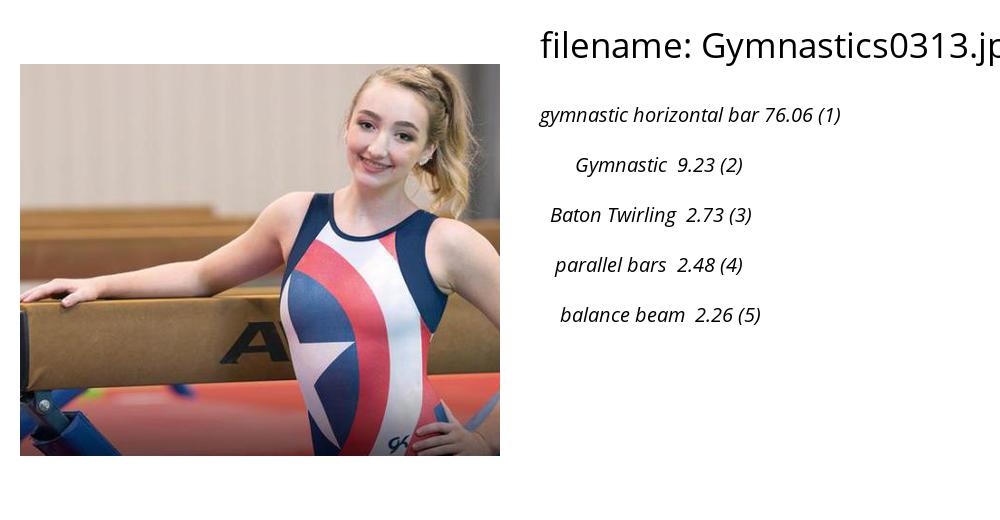 filename: Gymnastics0313.jp
gymnastic horizontal bar 76.06 (1)
Gymnastic 9.23 (2)
Baton Twirling 2.73 (3)
parallel bars 2.48 (4)
balance beam 2.26 (5)
A
GK